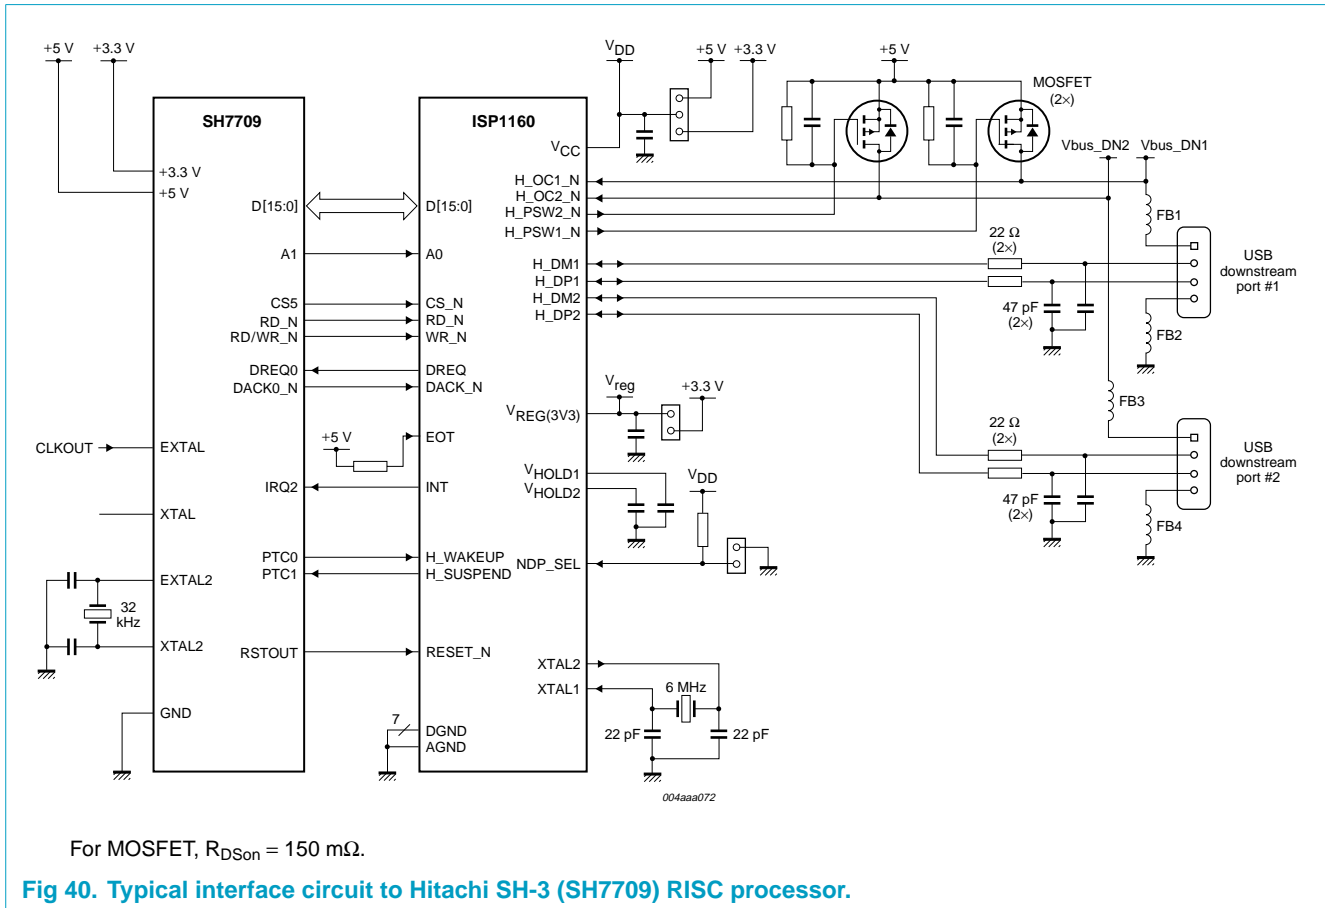 +5 V +3.3 V
SH7709
+3.3 V
+5 V
D[15:0]
A1
CS5
RD_N
RD/WR_N
DREQ0
DACK0_N
CLKOUT
EXTAL
IRQ2
XTAL
PTC0
PTC1
EXTAL2
32
kHz
XTAL2
RSTOUT
GND
ISP1160
D[15:0]
A0
CS_N
RD_N
WR_N
DREQ
DACK_N
+5 V
EOT
INT
H_WAKEUP
H_SUSPEND
RESET_N
7
DGND
AGND
VCC
H_OC1_N
H_OC2_N
H_PSW2_N
H_PSW1_N
H_DM1
H_DP1
H_DM2
H_DP2
VREG(3V3)
VHOLD1
VHOLD2
NDP_SEL
XTAL2
XTAL1
VDD
+5 V +3.3 V
+5 V
MOSFET
(2×)
Vbus_DN2 Vbus_DN1
FB1
22 Ω
(2×)
USB
downstream
port #1
47 pF
(2×)
FB2
Vreg
+3.3 V
FB3
22 Ω
(2×)
USB
downstream
port #2
47 pF
(2×)
FB4
VDD
6 MHz
22 pF
22 pF
004aaa072
For MOSFET, RDSon = 150 mΩ.
Fig 40. Typical interface circuit to Hitachi SH-3 (SH7709) RISC processor.